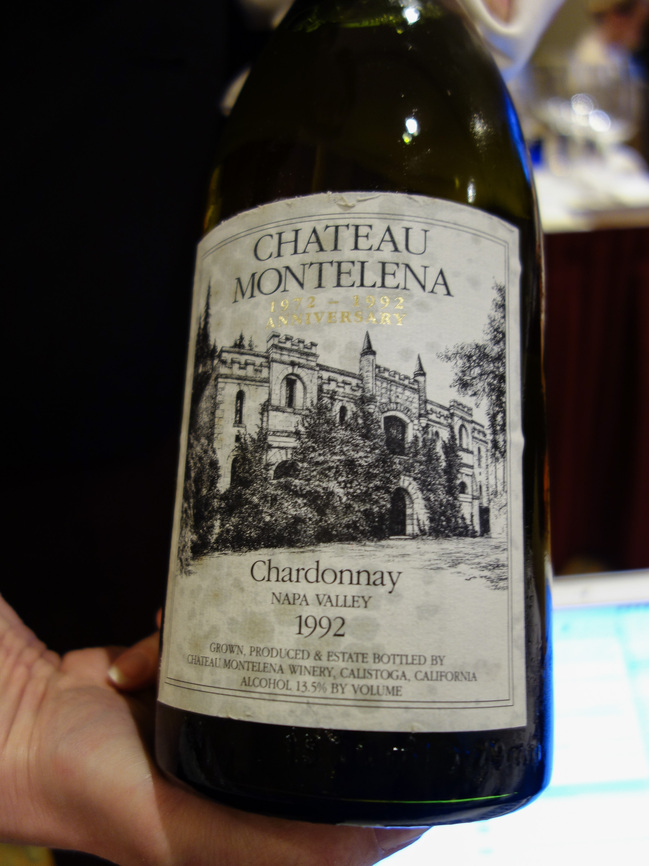 CHATEAU
MONTELENA
1972 – 1992
ANNIVERSARY
Chardonnay
NAPA VALLEY
1992
GROWN, PRODUCED & ESTATE BOTTLED BY
CHATEAU MONTELENA WINERY, CALISTOGA, CALIFORNIA
ALCOHOL 13.5% BY VOLUME